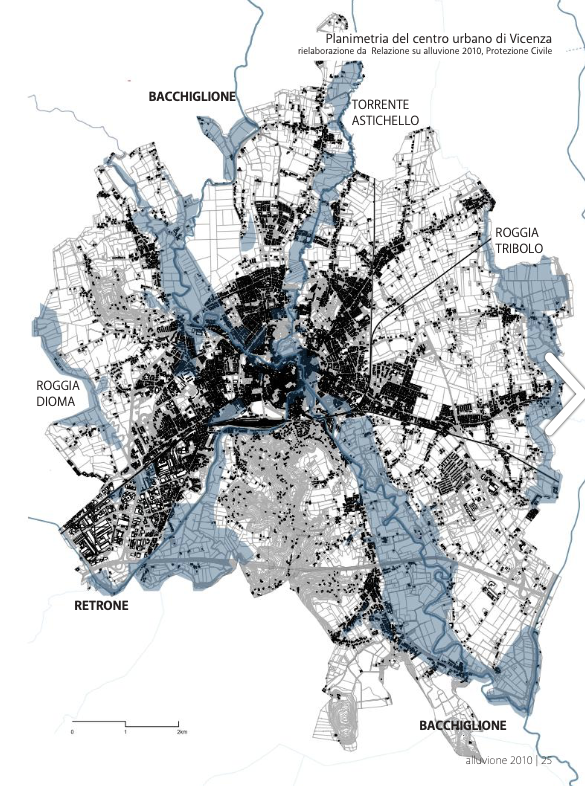 Planimetria del centro urbano di Vicenza
rielaborazione da Relazione su alluvione 2010, Protezione Civile
BACCHIGLIONE
TORRENTE
ASTICHELLO
ROGGIA
TRIBOLO
ROGGIA
DIOMA
RETRONE
BACCHIGLIONE
0 1 2km
alluvione 2010 | 25